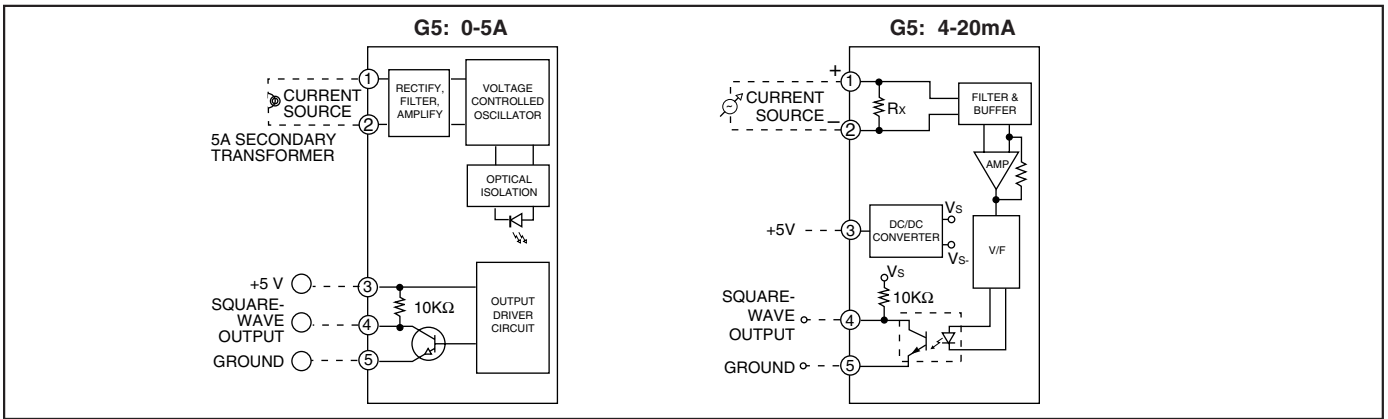 G5: 0-5A
1
2
CURRENT
SOURCE
5A SECONDARY
TRANSFORMER
RECTIFY,
FILTER,
AMPLIFY
VOLTAGE
CONTROLLED
OSCILLATOR
OPTICAL
ISOLATION
+5 V
3
SQUARE-
WAVE
OUTPUT
4
10KΩ
GROUND
5
OUTPUT
DRIVER
CIRCUIT
G5: 4-20mA
+
1
CURRENT
SOURCE
–
2
Rx
FILTER &
BUFFER
AMP
+5V
3
DC/DC
CONVERTER
Vs
Vs-
V/F
Vs
10KΩ
SQUARE-
WAVE
OUTPUT
4
GROUND
5